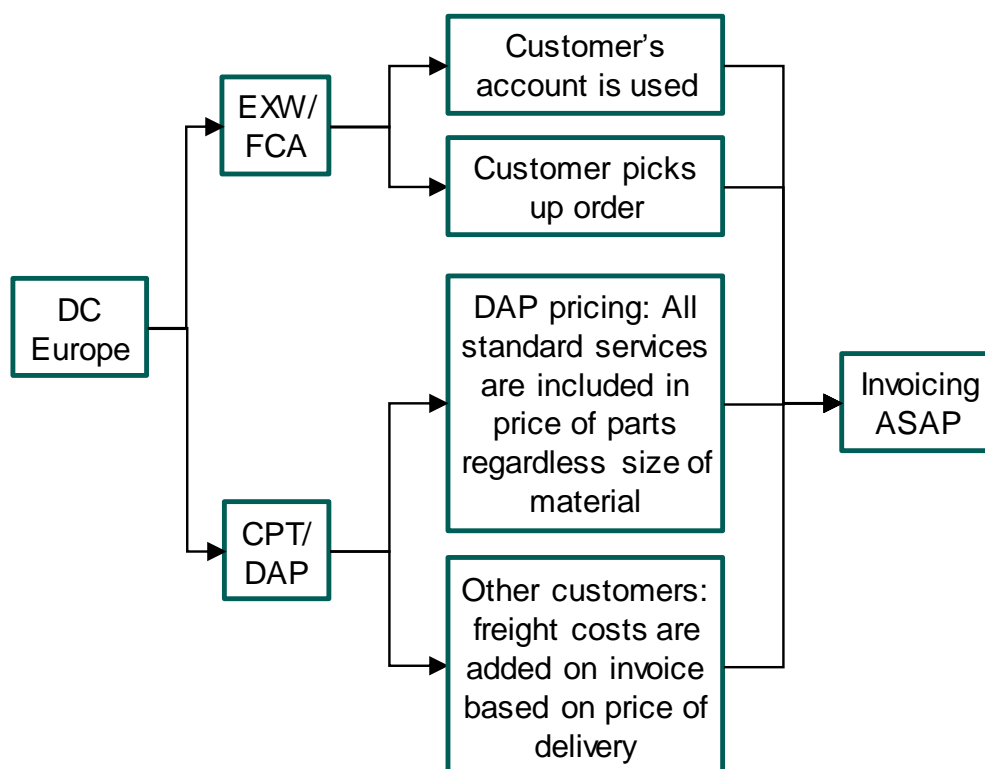 Customer's
account is used
EXW/
FCA
Customer picks
up order
DC
Europe
DAP pricing: All
standard services
are included in
price of parts
regardless size of
material
Invoicing
ASAP
CPT/
DAP
Other customers:
freight costs are
added on invoice
based on price of
delivery